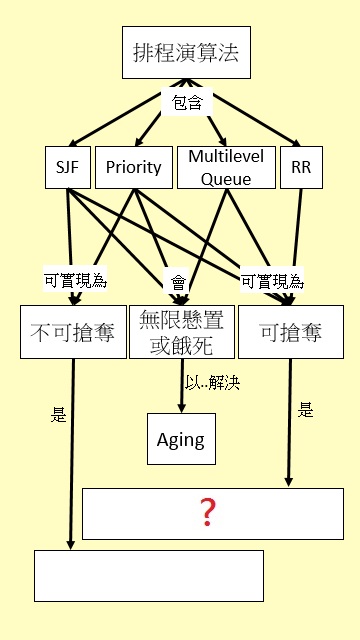 排程演算法
包含
SJF
Priority
Multilevel
Queue
RR
可實現為
會
可實現為
不可搶奪
無限懸置
或餓死
可搶奪
以..解決
是
是
Aging
?